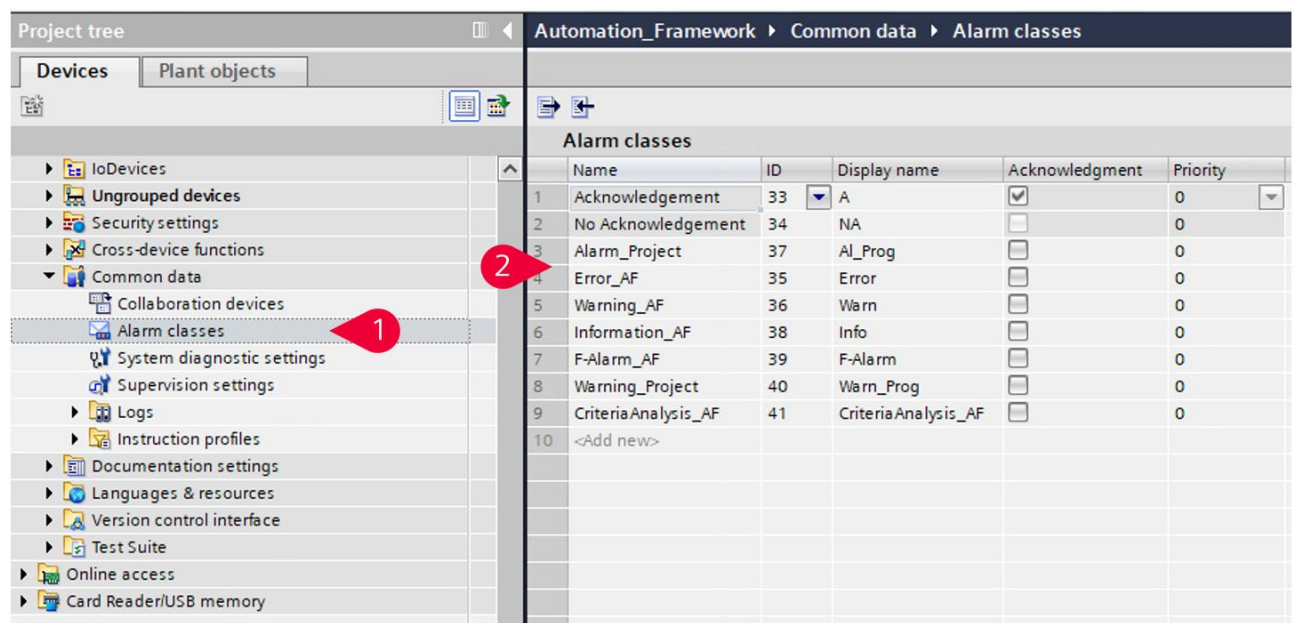 Project tree
Devices Plant objects
IoDevices
Ungrouped devices
Security settings
Cross-device functions
Common data
Collaboration devices
Alarm classes
1
System diagnostic settings
Supervision settings
Logs
Instruction profiles
Documentation settings
Languages & resources
Version control interface
Test Suite
Online access
Card Reader/USB memory
Automation_Framework Common data Alarm classes
Alarm classes
Name ID Display name Acknowledgment Priority
1 Acknowledgement 33 A 0
2 No Acknowledgement 34 NA 0
2
3 Alarm_Project 37 Al_Prog 0
4 Error_AF 35 Error 0
5 Warning_AF 36 Warn 0
6 Information_AF 38 Info 0
7 F-Alarm_AF 39 F-Alarm 0
8 Warning_Project 40 Warn_Prog 0
9 CriteriaAnalysis_AF 41 CriteriaAnalysis_AF 0
10 <Add new>